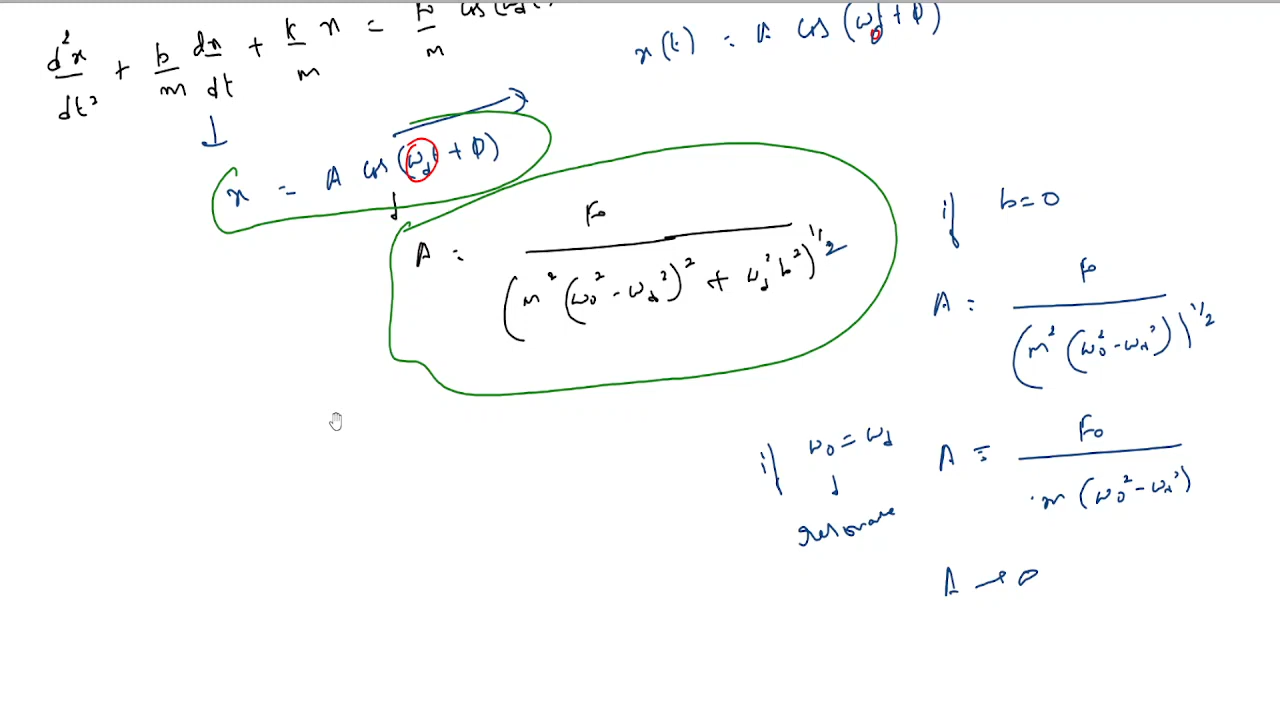 d²x/dt² + b/m dx/dt + k/m x = F₀/m cos(ω_d t)
x(t) = A cos(ω₀t + φ)
x = A cos(ω_d t + φ)
A = F₀ / (m²(ω₀² - ω_d²)² + ω_d² b²)^1/2
if b = 0
A = F₀ / (m²(ω₀² - ω_d²))^1/2
if ω₀ = ω_d
↓
resonance
A = F₀ / m(ω₀² - ω_d²)
A →